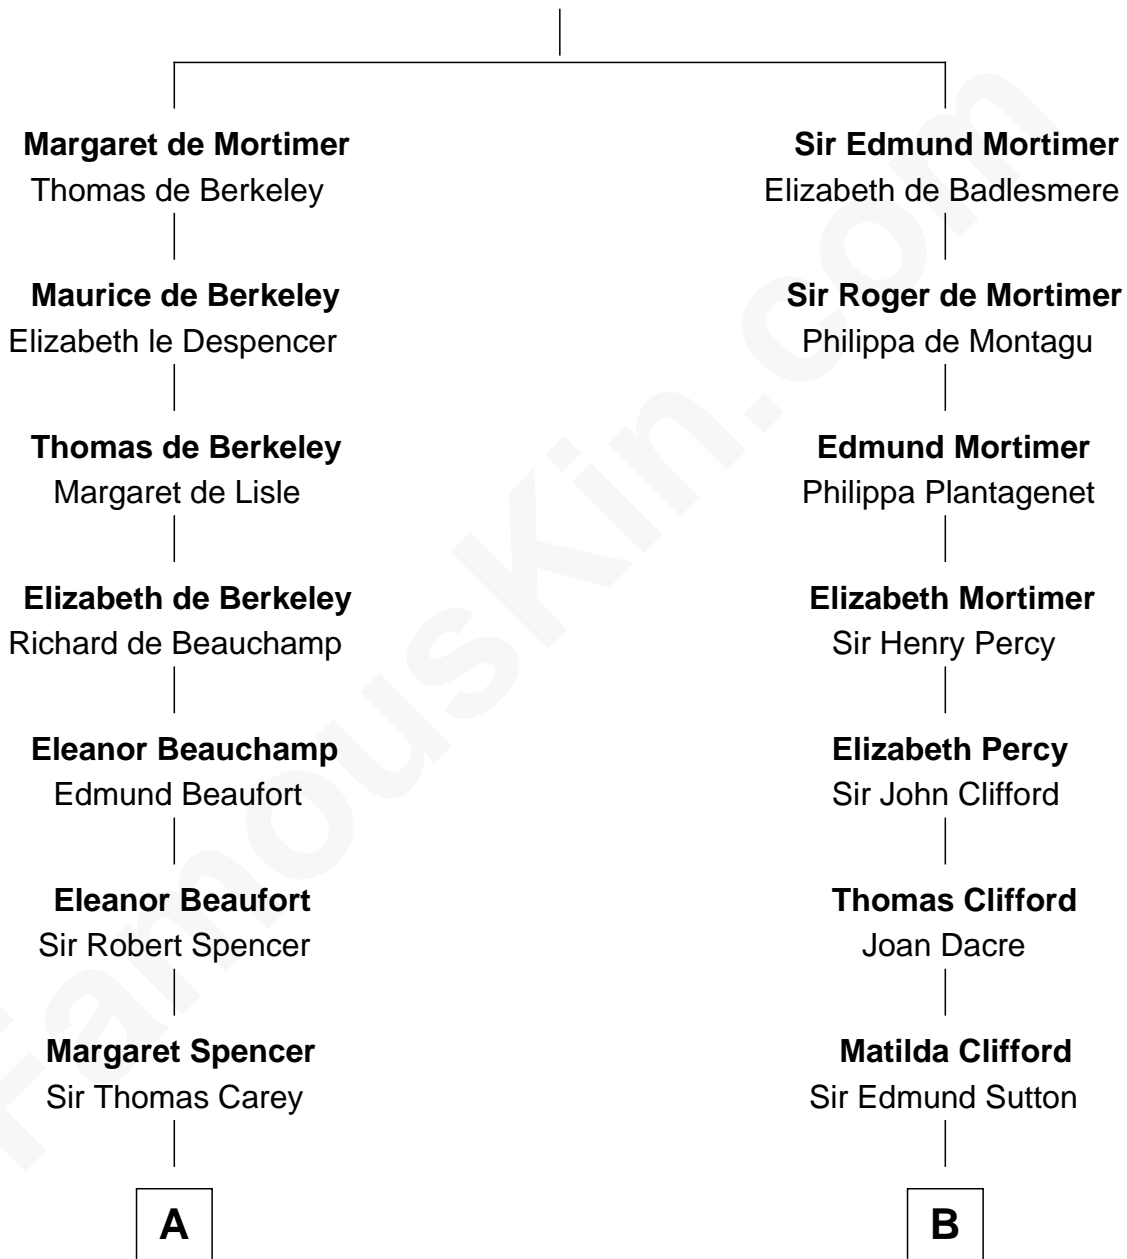 Margaret de Mortimer
Thomas de Berkeley
Maurice de Berkeley
Elizabeth le Despencer
Thomas de Berkeley
Margaret de Lisle
Elizabeth de Berkeley
Richard de Beauchamp
Eleanor Beauchamp
Edmund Beaufort
Eleanor Beaufort
Sir Robert Spencer
Margaret Spencer
Sir Thomas Carey
A
Sir Edmund Mortimer
Elizabeth de Badlesmere
Sir Roger de Mortimer
Philippa de Montagu
Edmund Mortimer
Philippa Plantagenet
Elizabeth Mortimer
Sir Henry Percy
Elizabeth Percy
Sir John Clifford
Thomas Clifford
Joan Dacre
Matilda Clifford
Sir Edmund Sutton
B
FamousKin.com